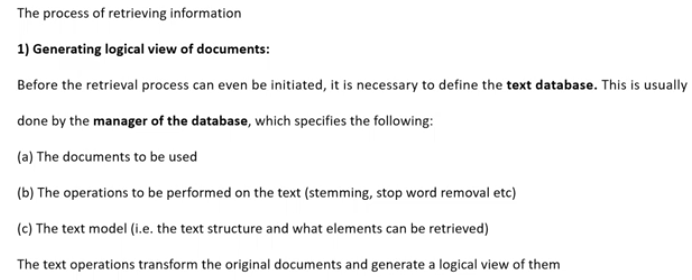 The process of retrieving information
1) Generating logical view of documents:
Before the retrieval process can even be initiated, it is necessary to define the text database. This is usually
done by the manager of the database, which specifies the following:
(a) The documents to be used
(b) The operations to be performed on the text (stemming, stop word removal etc)
(c) The text model (i.e. the text structure and what elements can be retrieved)
The text operations transform the original documents and generate a logical view of them